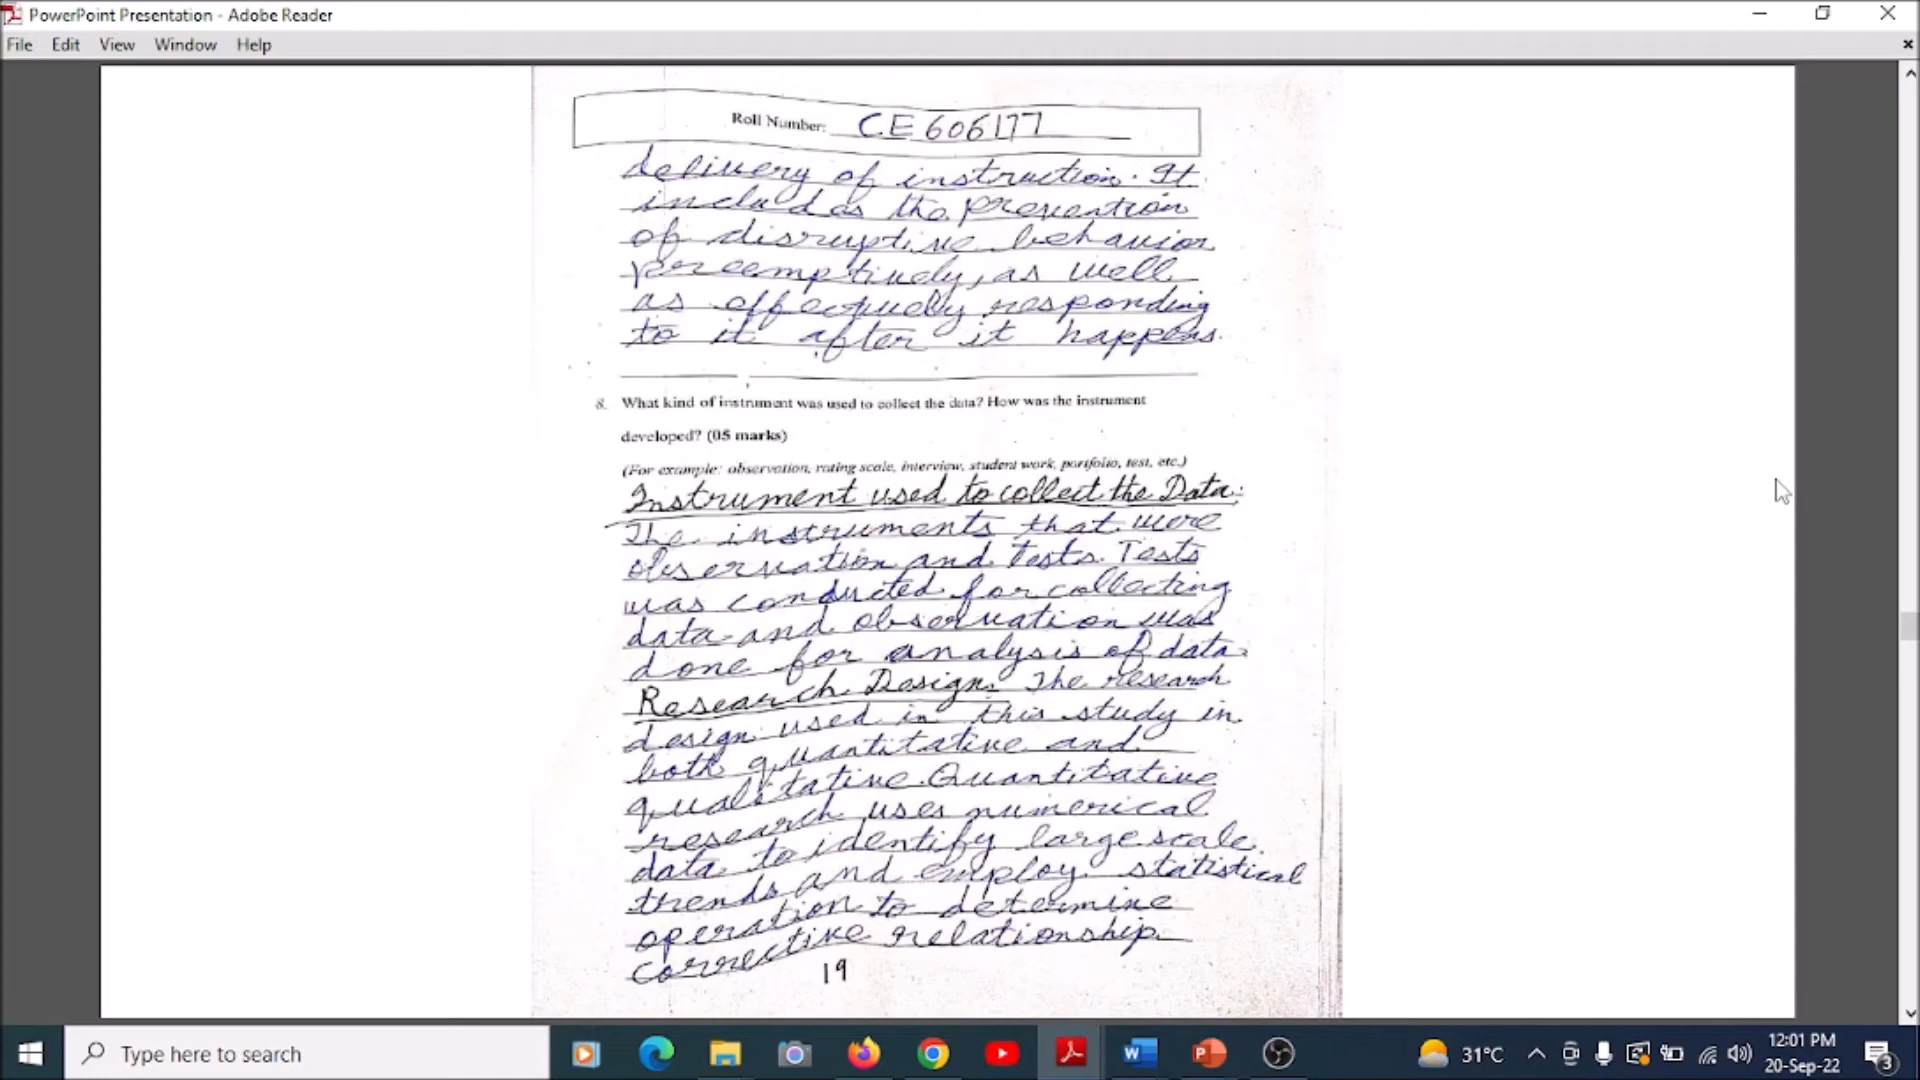 PowerPoint Presentation - Adobe Reader
File Edit View Window Help
Roll Number: CE606177
delivery of instruction. It
includes the prevention
of disruptive behavior
preemptively, as well
as effectively responding
to it after it happens.
8. What kind of instrument was used to collect the data? How was the instrument
developed? (05 marks)
(For example: observation, rating scale, interview, student work, portfolio, test, etc.)
Instrument used to collect the Data:
The instruments that were
observation and tests. Tests
was conducted for collecting
data and observation was
done for analysis of data.
Research Design: The research
design used in this study in
both quantitative and
qualitative. Quantitative
research uses numerical
data to identify large scale
trends and employ statistical
operation to determine
corrective relationship.
19
Type here to search
31°C
12:01 PM
20-Sep-22
3